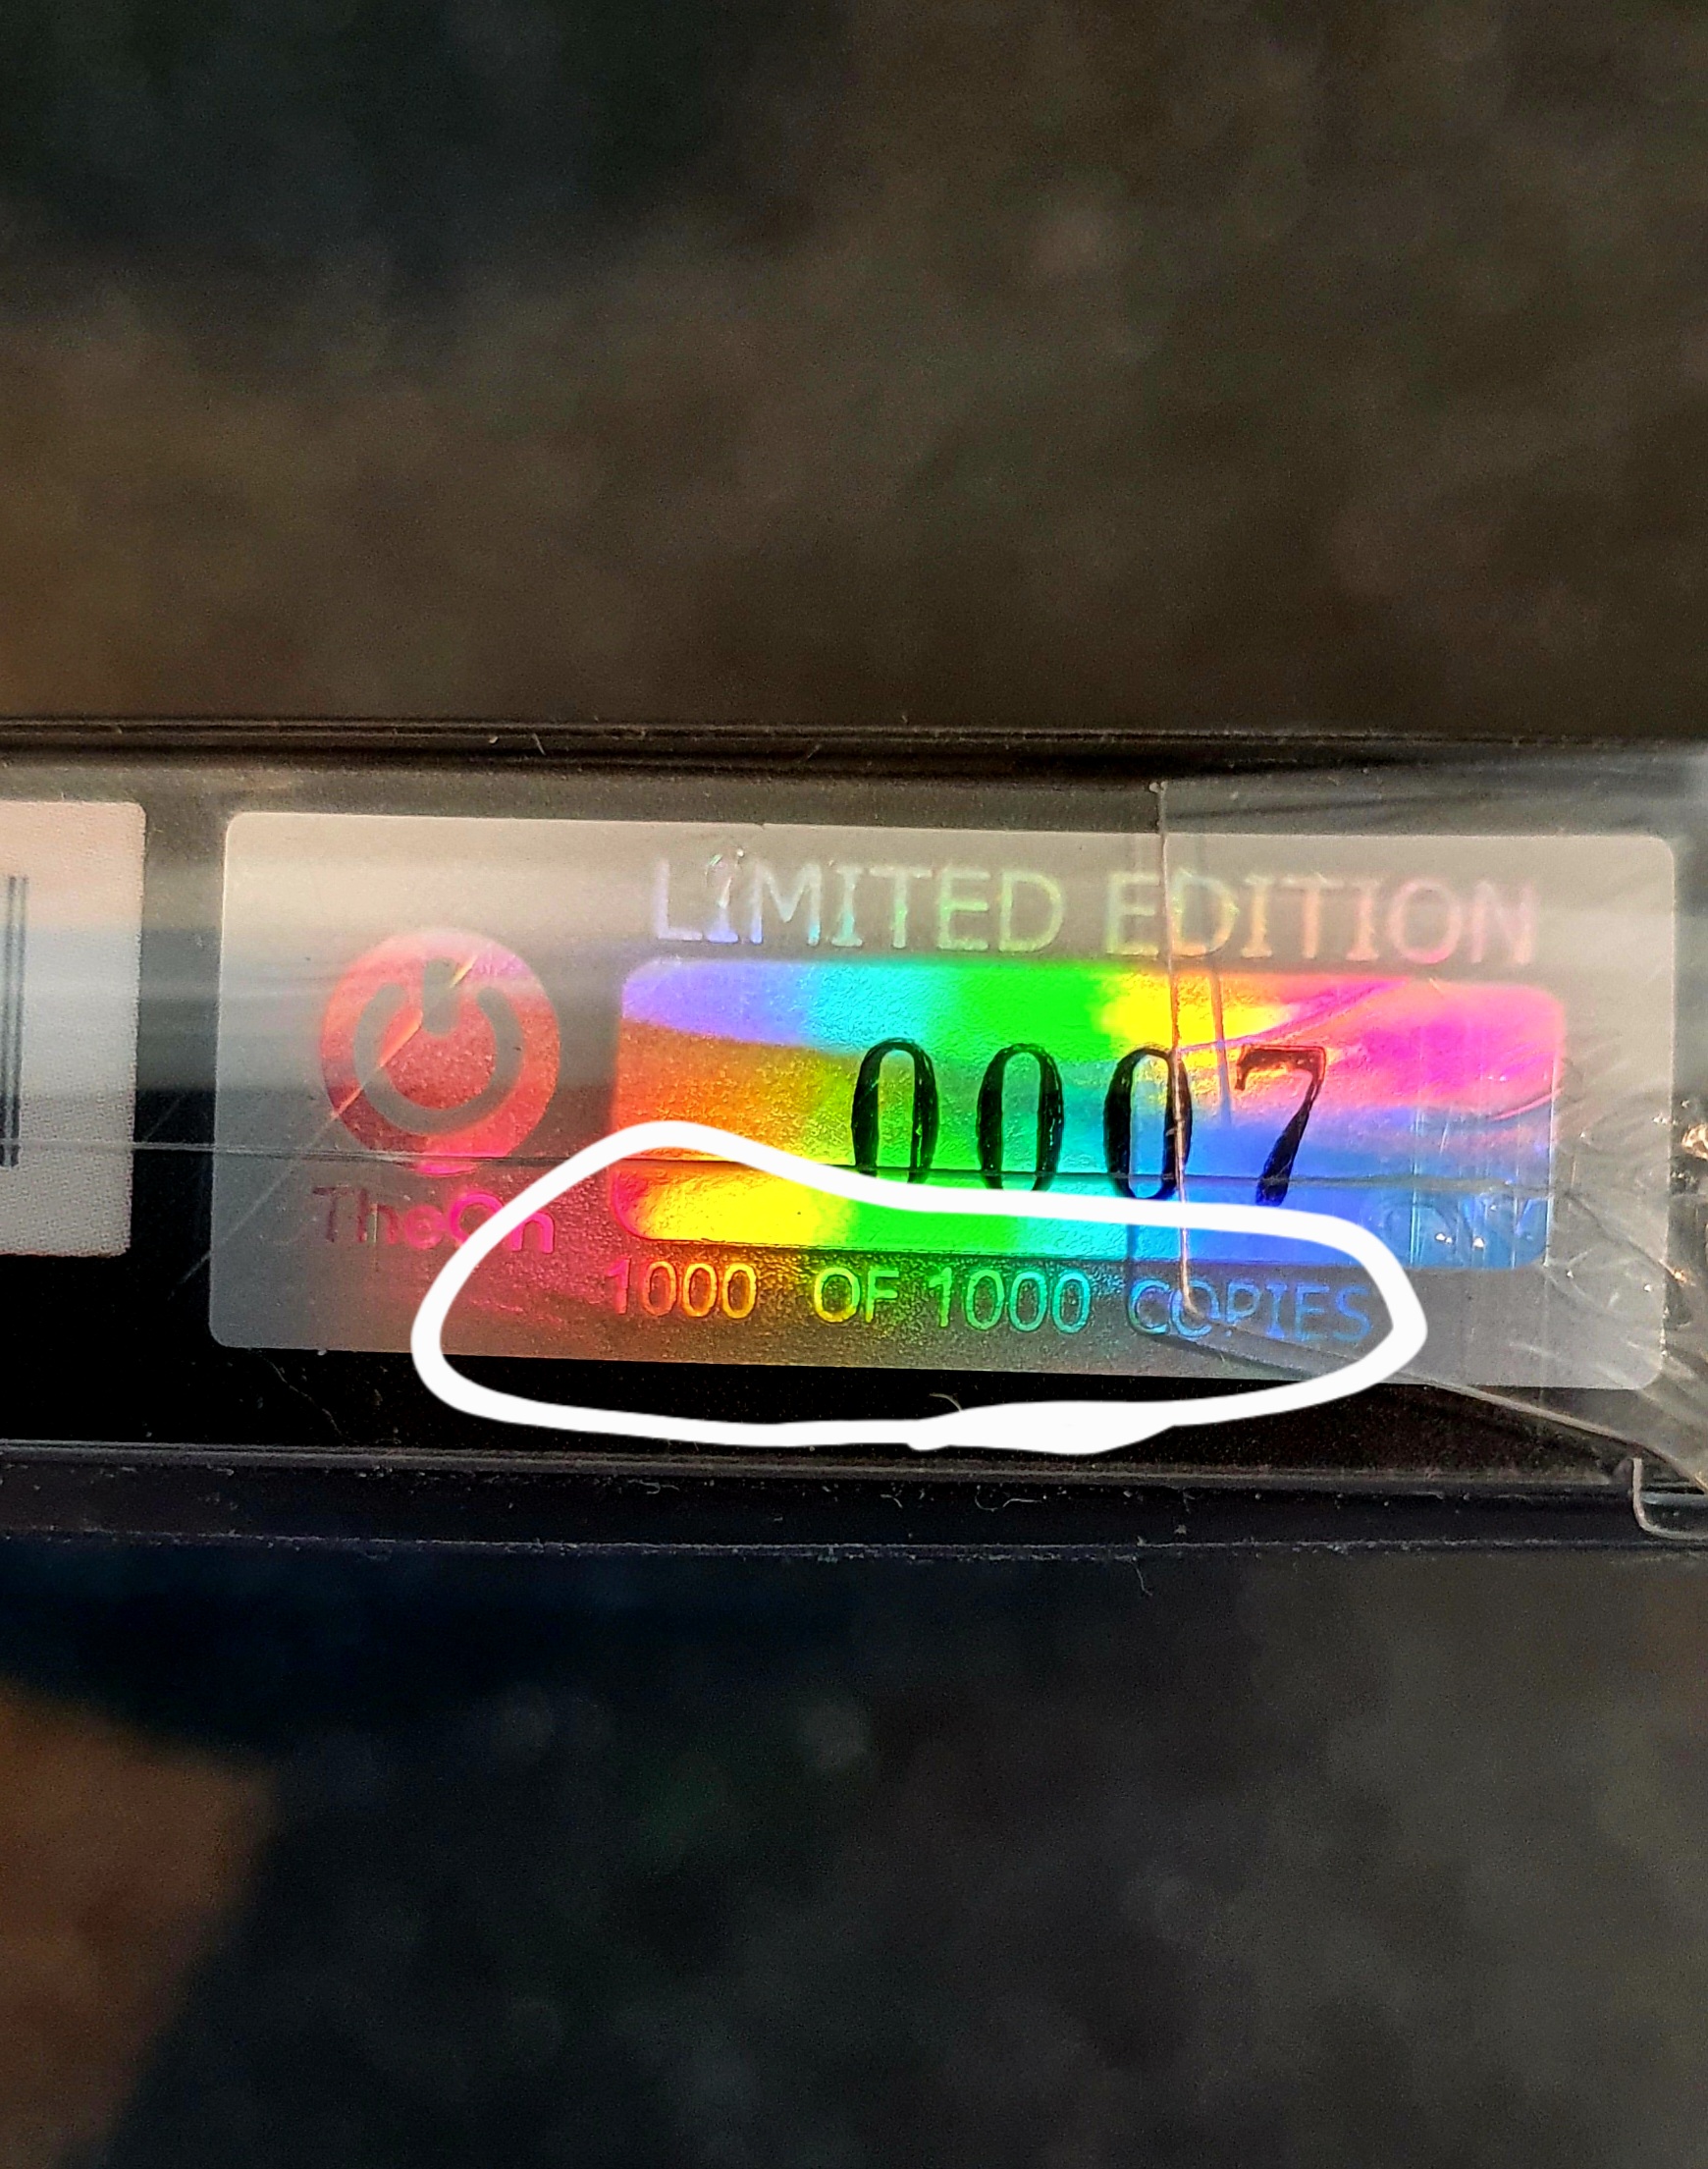 LIMITED EDITION
0007
TheOn
1000 OF 1000 COPIES